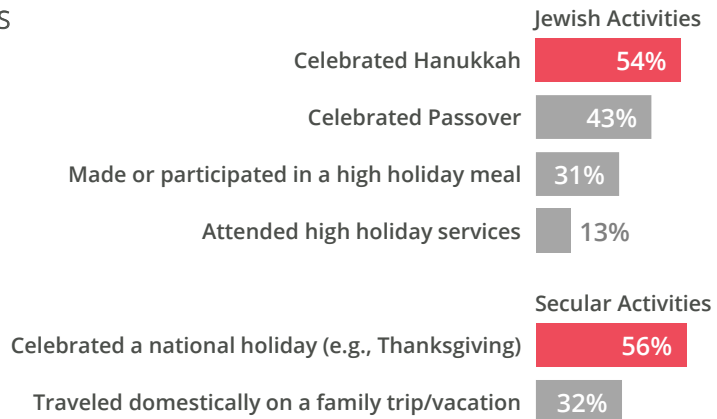 S
Jewish Activities
Celebrated Hanukkah 54%
Celebrated Passover 43%
Made or participated in a high holiday meal 31%
Attended high holiday services 13%
Secular Activities
Celebrated a national holiday (e.g., Thanksgiving) 56%
Traveled domestically on a family trip/vacation 32%